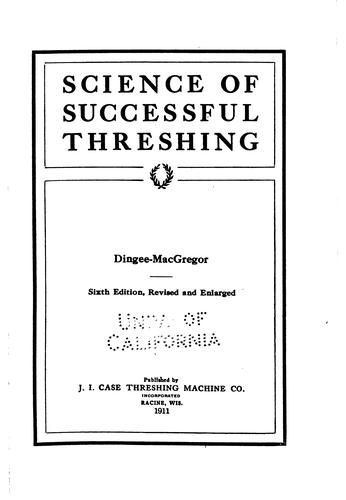 SCIENCE OF
SUCCESSFUL
THRESHING
Dingee-MacGregor
Sixth Edition, Revised and Enlarged
UNIV. OF
CALIFORNIA
Published by
J. I. CASE THRESHING MACHINE CO.
INCORPORATED
RACINE, WIS.
1911